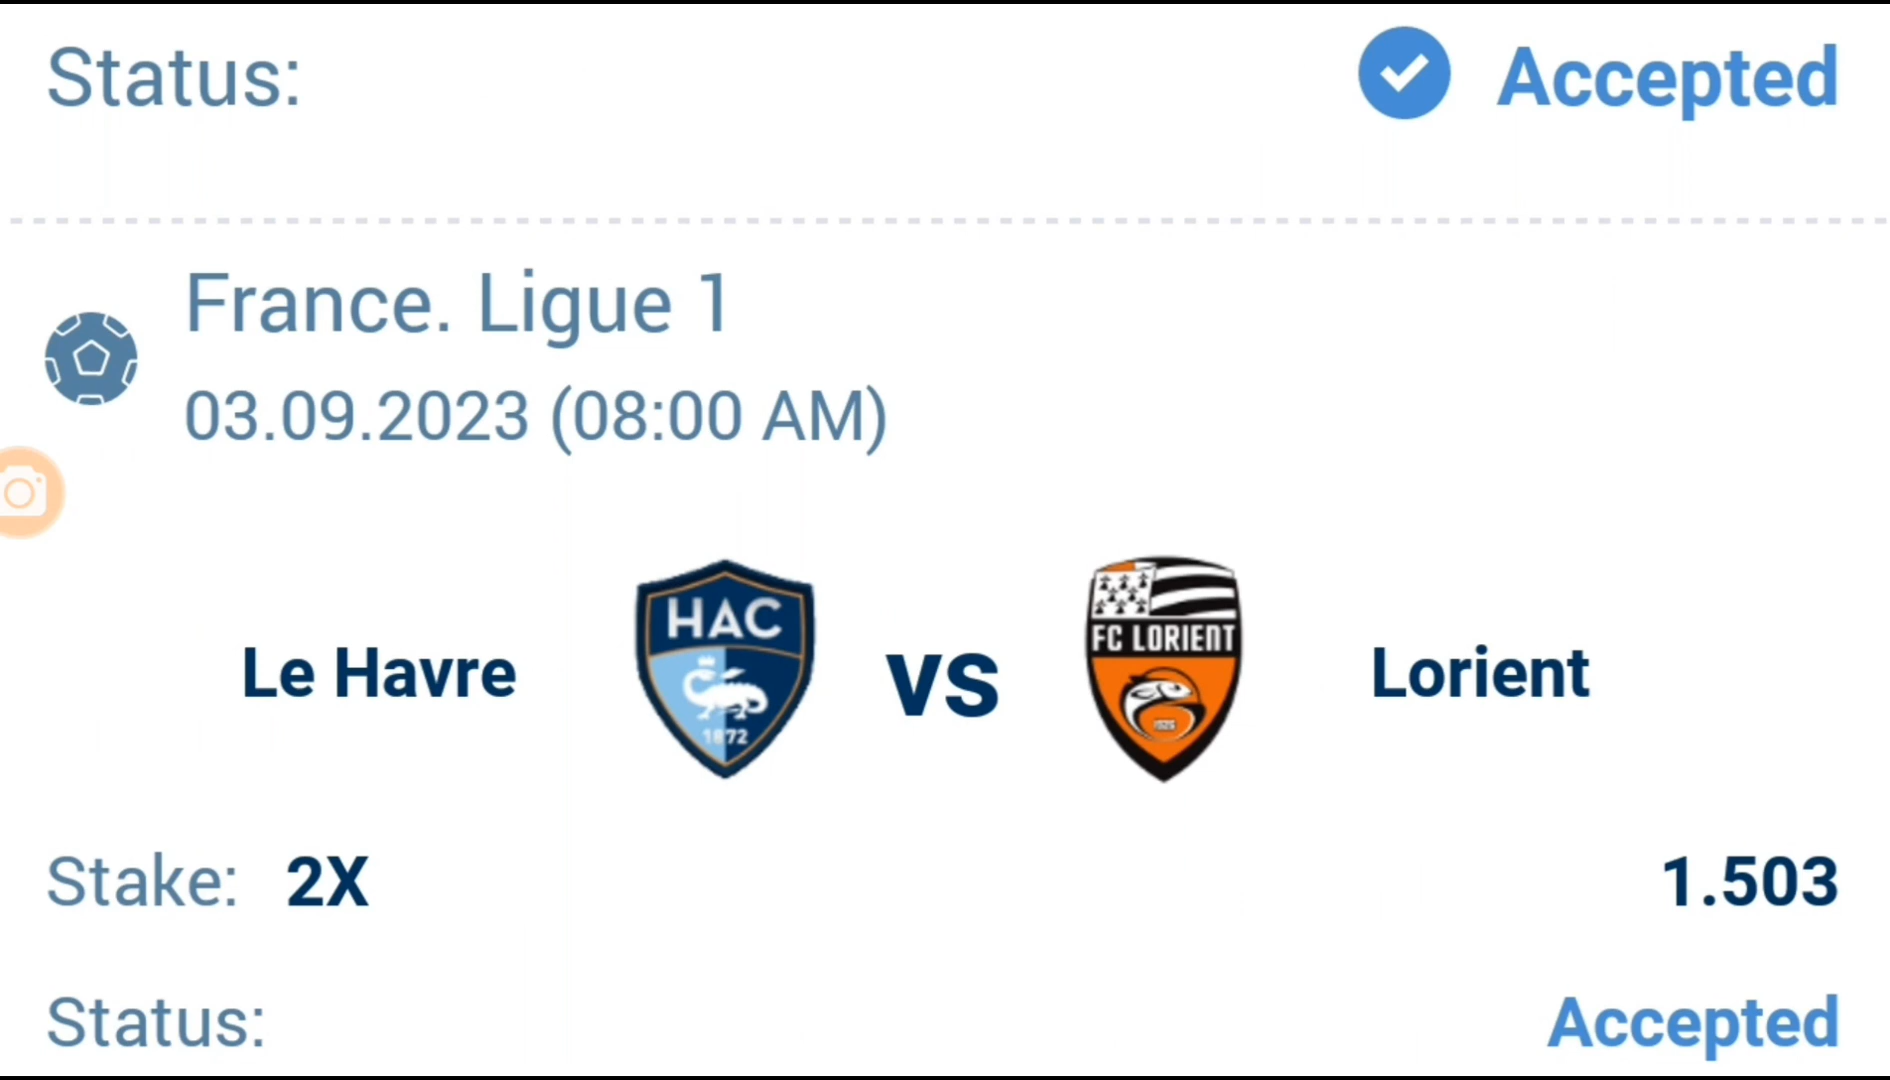 Status: Accepted
France. Ligue 1
03.09.2023 (08:00 AM)
HAC
1872
FC LORIENT
Le Havre vs Lorient
Stake: 2X 1.503
Status: Accepted